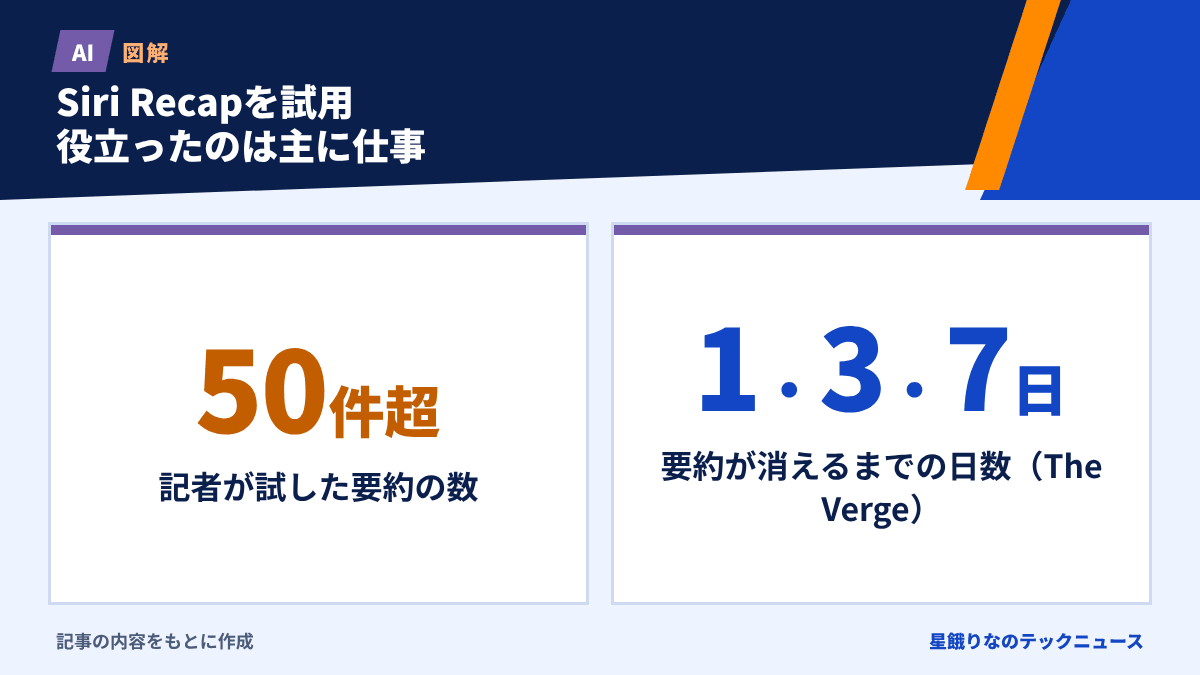 AI 図解
Siri Recapを試用
役立ったのは主に仕事
50件超
記者が試した要約の数
1・3・7日
要約が消えるまでの日数（The
Verge）
記事の内容をもとに作成
星餓りなのテックニュース